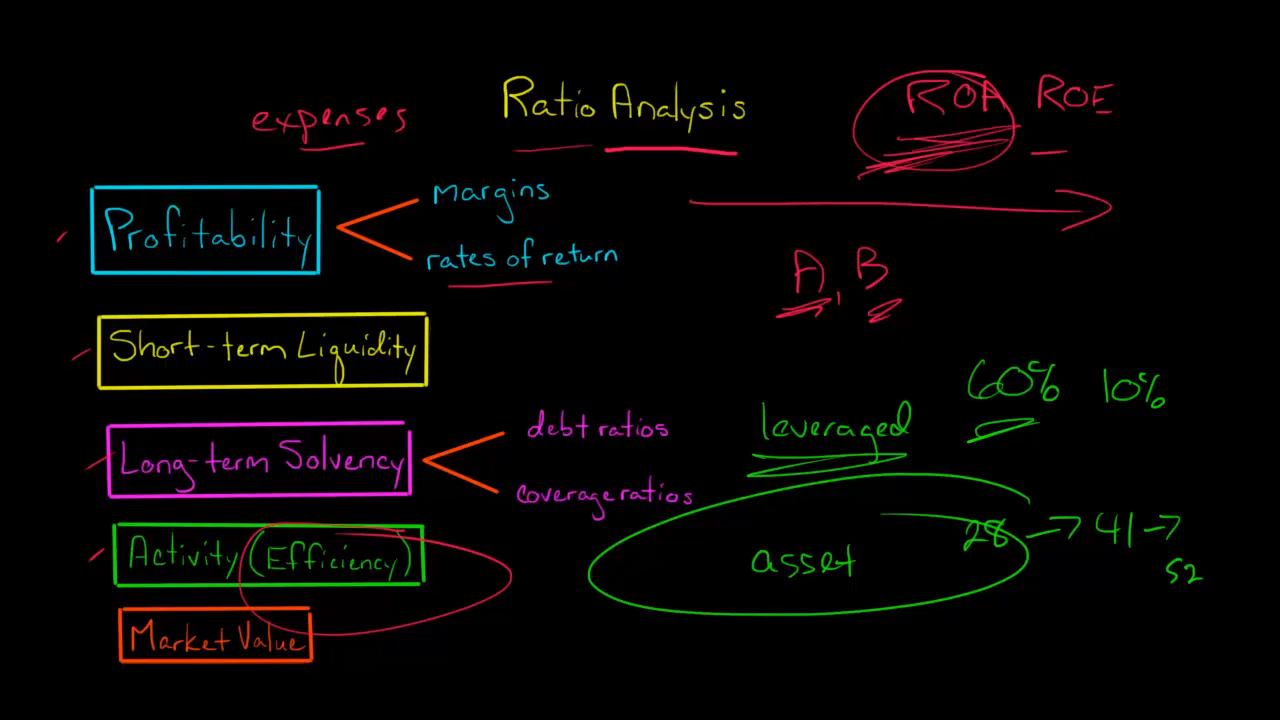 Ratio Analysis
expenses
ROA ROE
Profitability
margins
rates of return
A, B
Short-term Liquidity
60% 10%
leveraged
Long-term Solvency
debt ratios
coverage ratios
Activity (Efficiency)
asset
28 → 41 →
52
Market Value